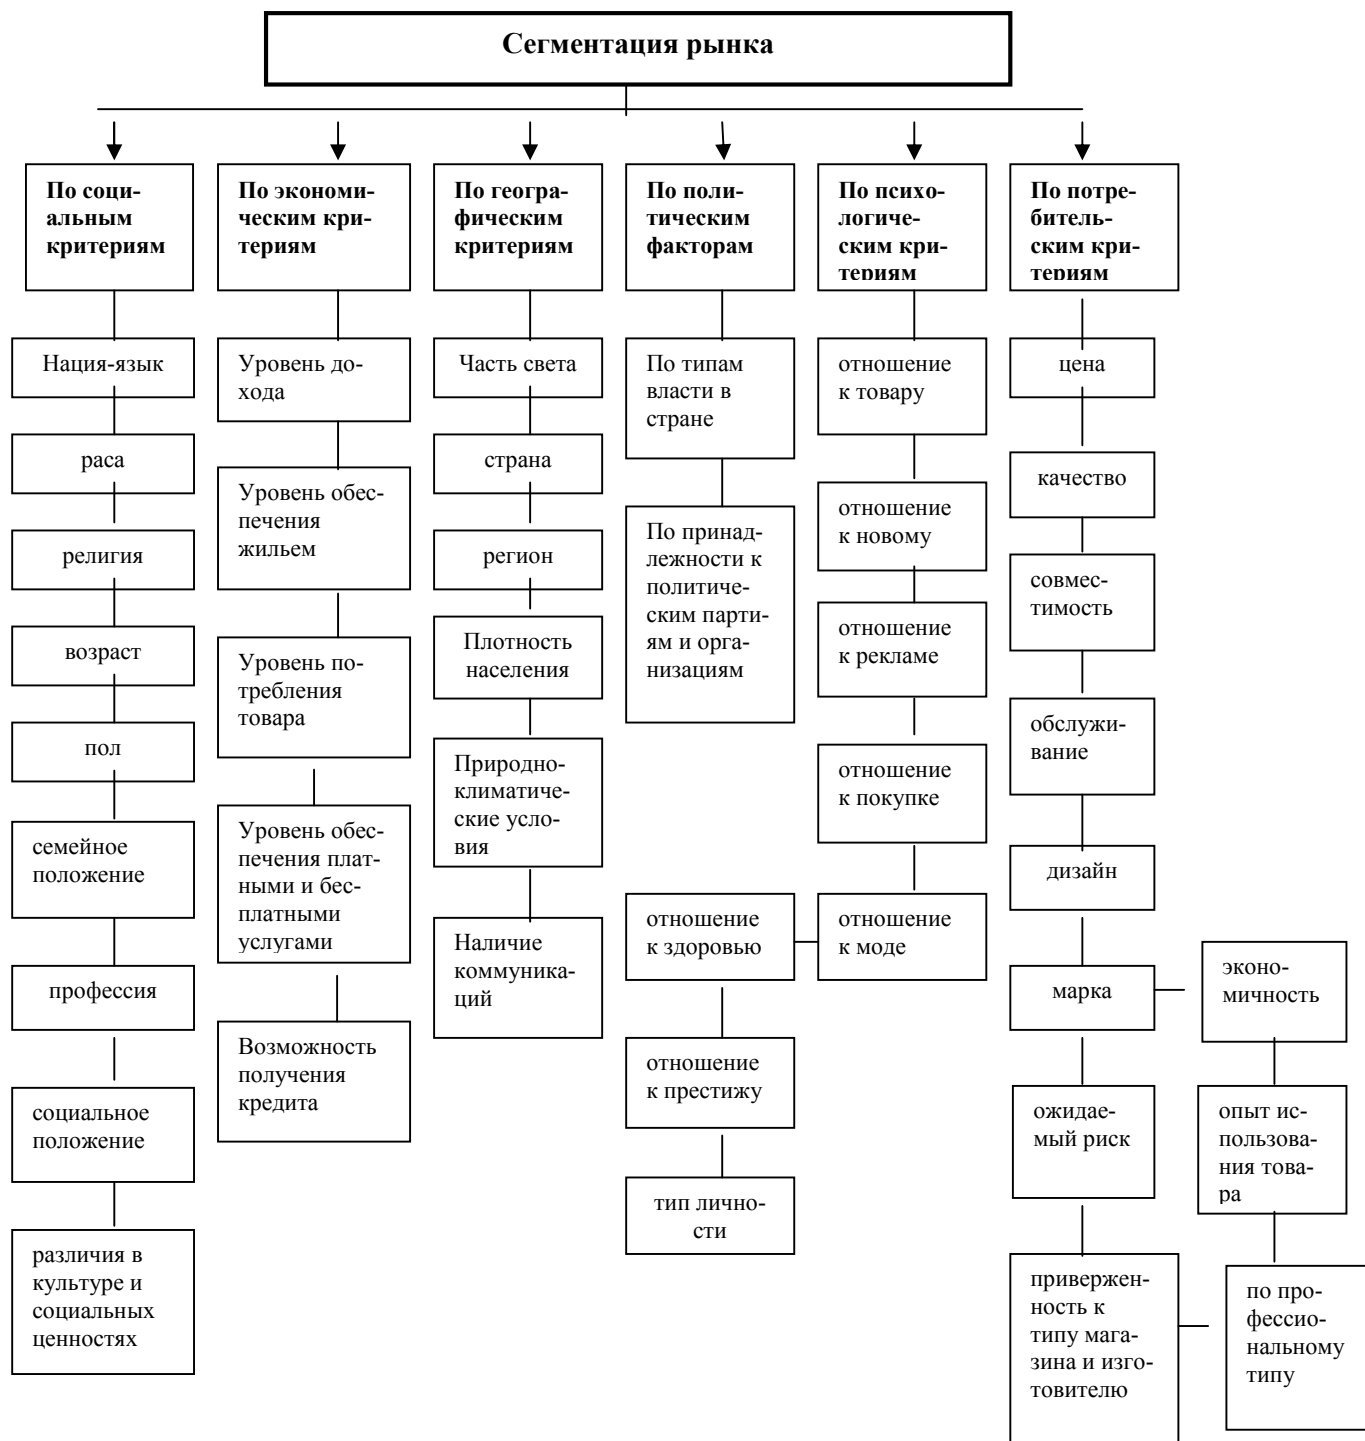 Сегментация рынка
По соци-
альным
критериям
Нация-язык
раса
религия
возраст
пол
семейное
положение
профессия
социальное
положение
различия в
культуре и
социальных
ценностях
По экономи-
ческим кри-
териям
Уровень до-
хода
Уровень обес-
печения
жильем
Уровень по-
требления
товара
Уровень обес-
печения плат-
ными и бес-
платными
услугами
Возможность
получения
кредита
По геогра-
фическим
критериям
Часть света
страна
регион
Плотность
населения
Природно-
климатиче-
ские усло-
вия
Наличие
коммуника-
ций
По поли-
тическим
факторам
По типам
власти в
стране
По принад-
лежности к
политиче-
ским парти-
ям и орга-
низациям
По психо-
логиче-
ским кри-
териям
отношение
к товару
отношение
к новому
отношение
к рекламе
отношение
к покупке
отношение
к моде
отношение
к здоровью
отношение
к престижу
тип лично-
сти
По потре-
битель-
ским кри-
териям
цена
качество
совмес-
тимость
обслужи-
вание
дизайн
марка
ожидае-
мый риск
привержен-
ность к
типу мага-
зина и изго-
товителю
эконо-
мичность
опыт ис-
пользова-
ния това-
ра
по про-
фессио-
нальному
типу